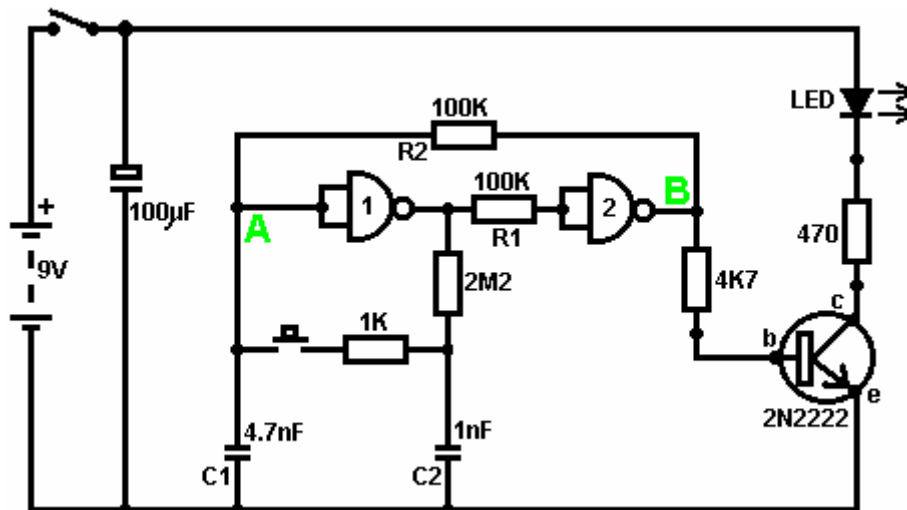 LED
100K
R2
A
1
100K
R1
2
B
+
100µF
9V
2M2
4K7
470
1K
c
b
e
2N2222
4.7nF
C1
1nF
C2